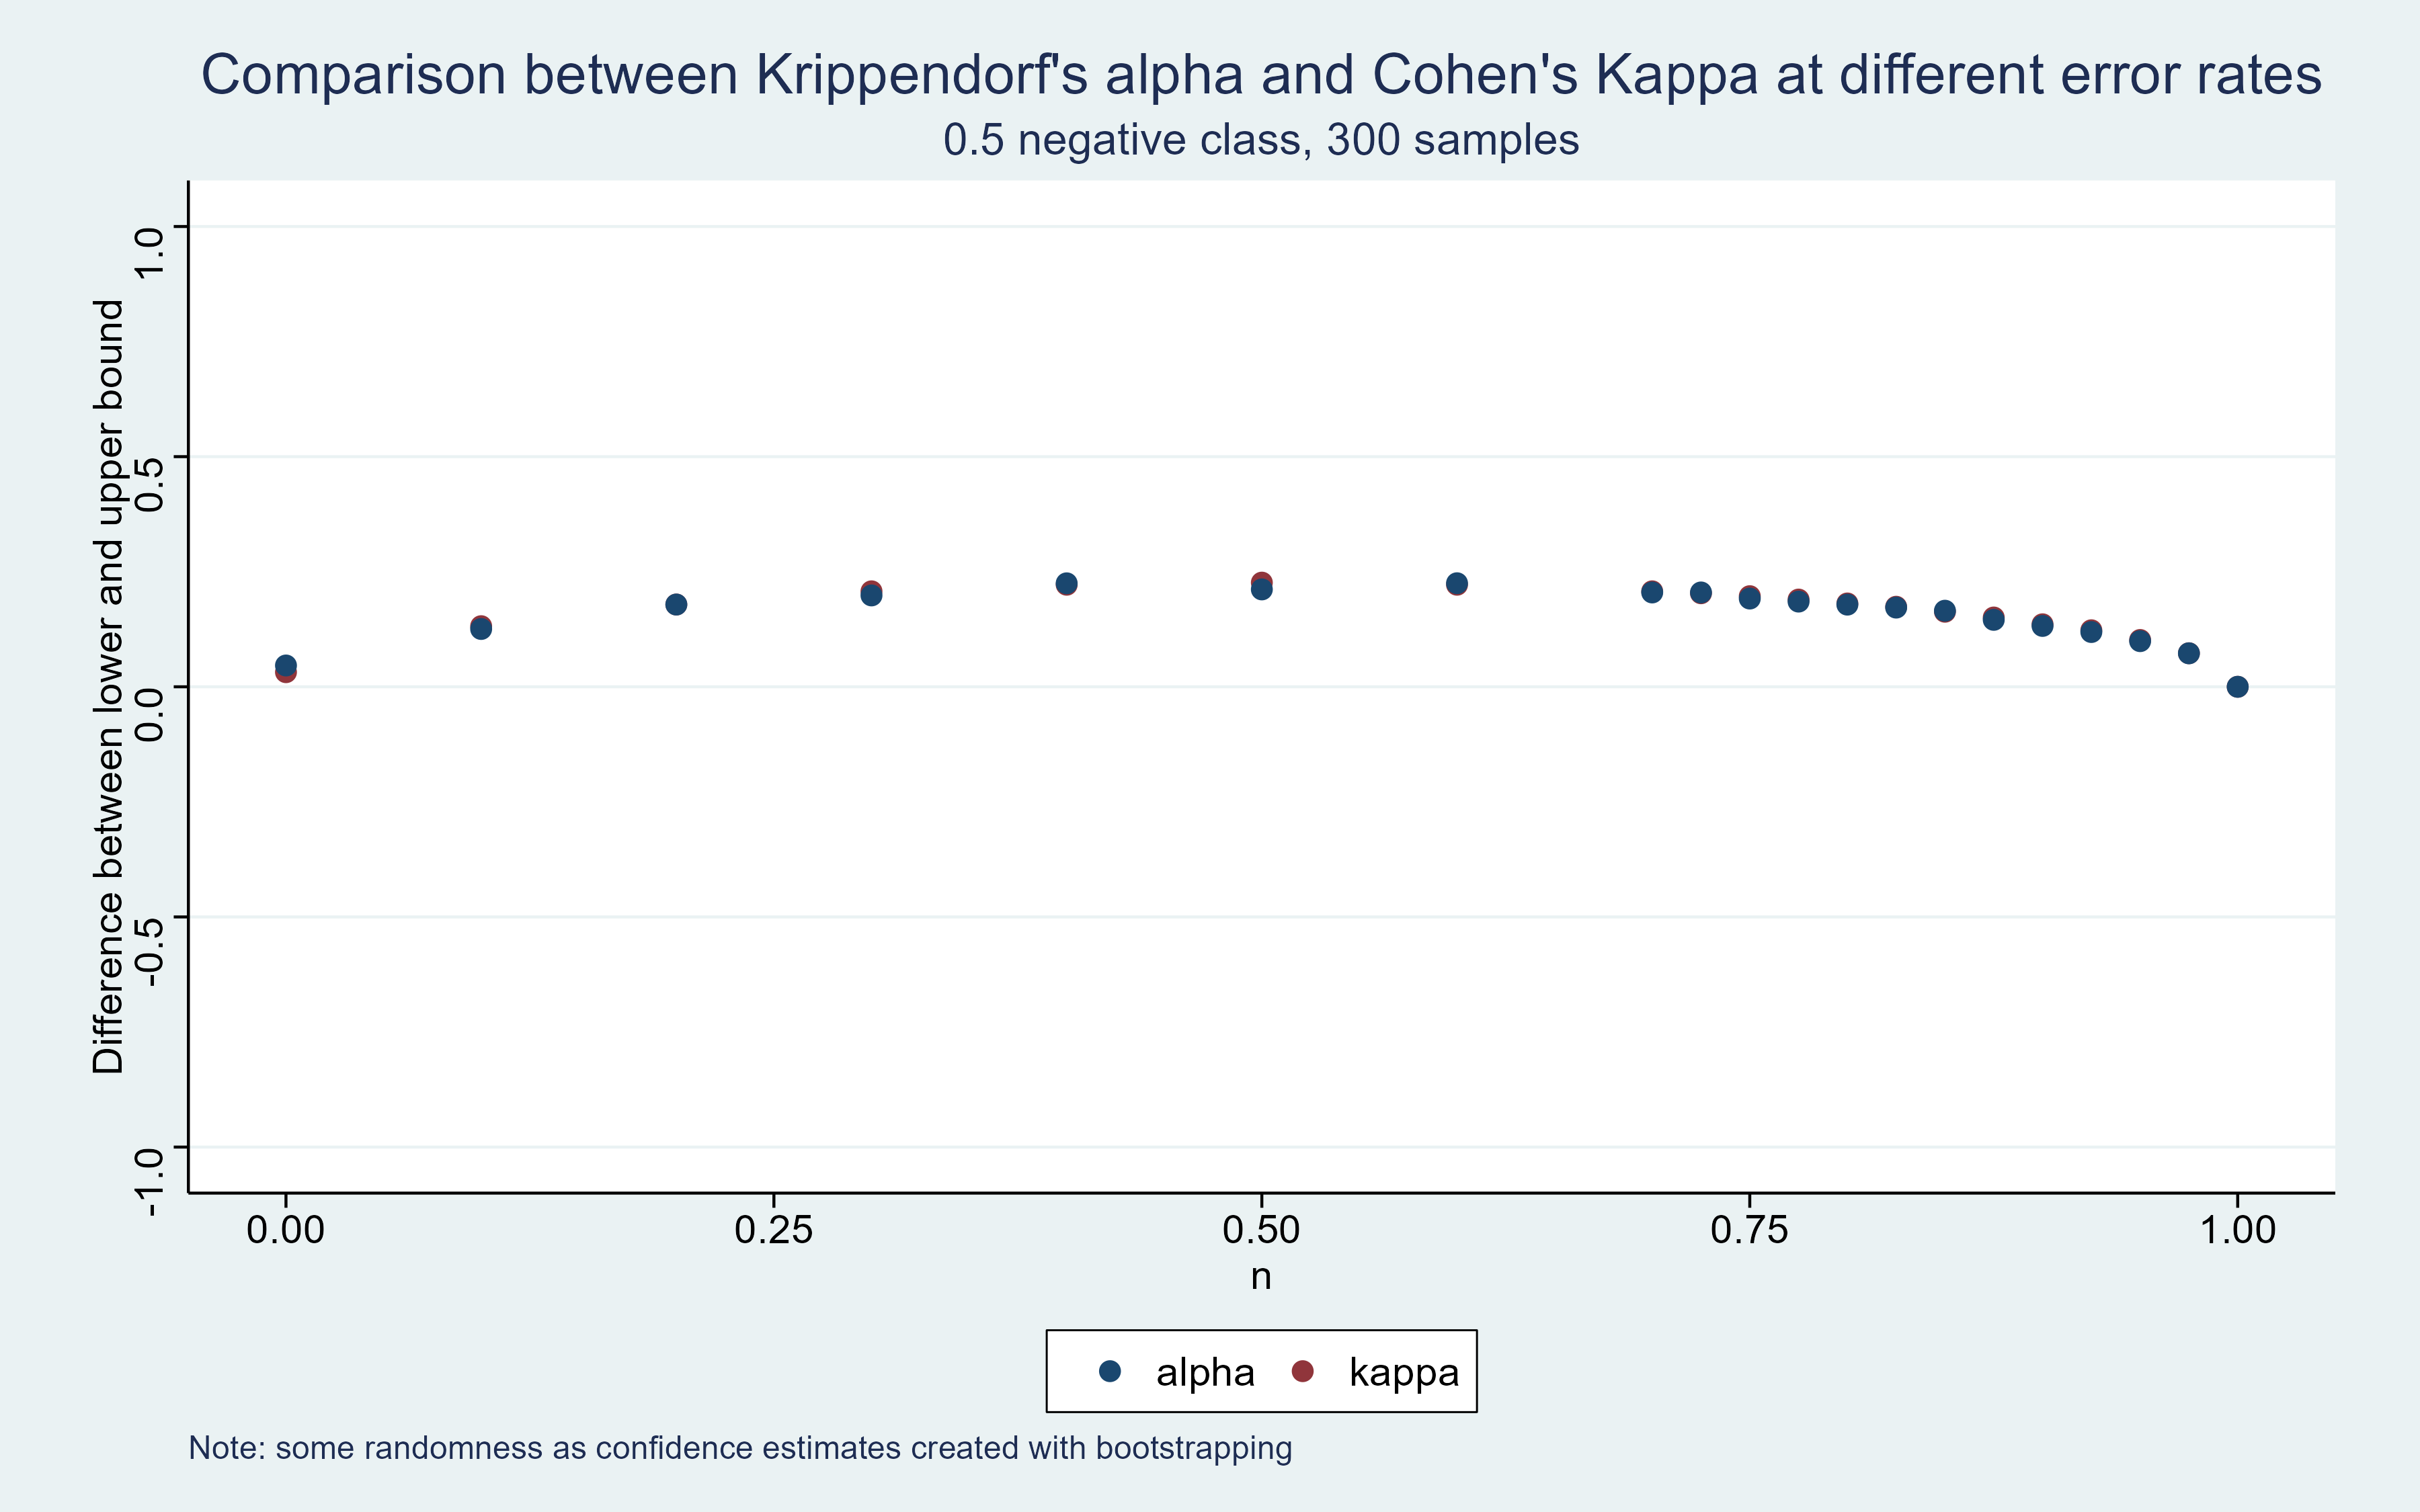 Comparison between Krippendorf's alpha and Cohen's Kappa at different error rates
0.5 negative class, 300 samples
Difference between lower and upper bound
1.0
0.5
0.0
-0.5
-1.0
0.00
0.25
0.50
0.75
1.00
n
alpha
kappa
Note: some randomness as confidence estimates created with bootstrapping